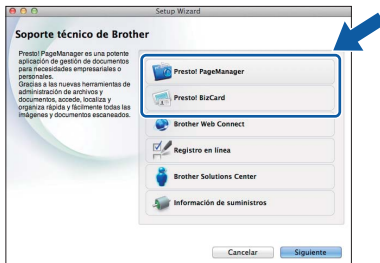 Setup Wizard
Soporte técnico de Brother
Presto! PageManager es una potente
aplicación de gestión de documentos
para necesidades empresariales o
personales.
Gracias a las nuevas herramientas de
administración de archivos y
documentos, accede, localiza y
organiza rápida y fácilmente todas las
imágenes y documentos escaneados.
Presto! PageManager
Presto! BizCard
Brother Web Connect
Registro en línea
Brother Solutions Center
Información de suministros
Cancelar
Siguiente